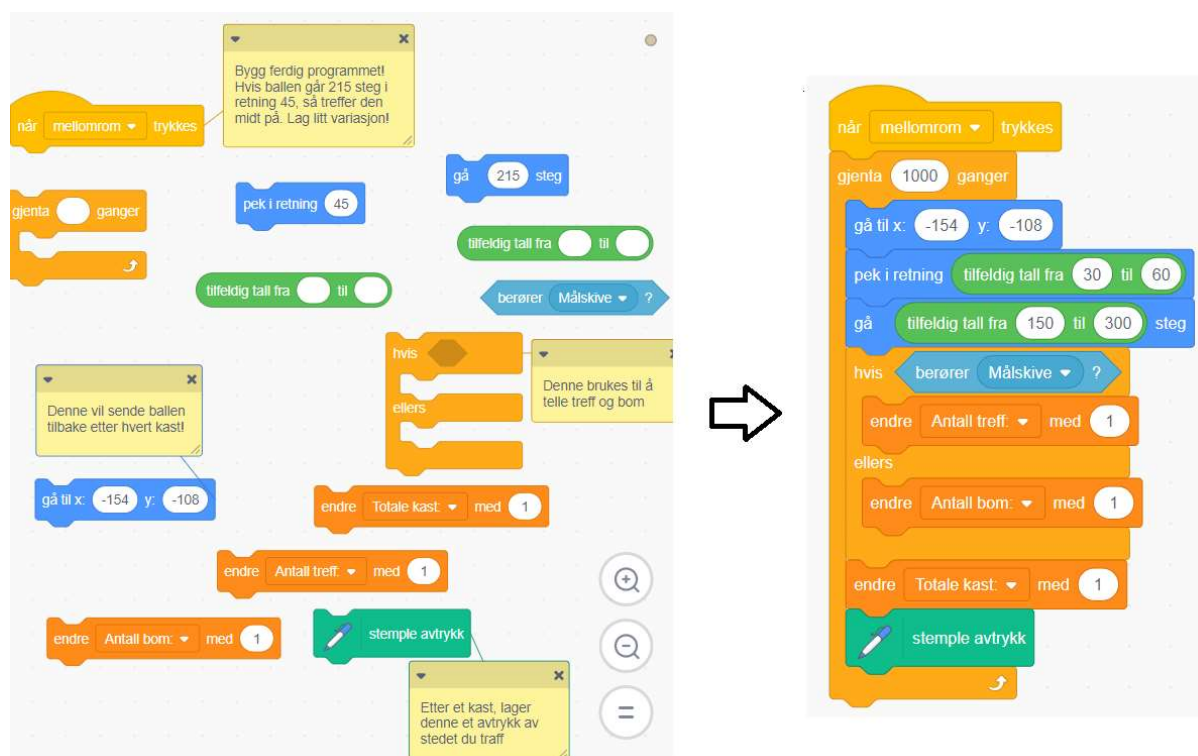 Bygg ferdig programmet!
Hvis ballen går 215 steg i
retning 45, så treffer den
midt på. Lag litt variasjon!
når mellomrom trykkes
gå 215 steg
pek i retning 45
gjenta ganger
tilfeldig tall fra til
tilfeldig tall fra til
berører Målskive ?
hvis
ellers
Denne brukes til å
telle treff og bom
Denne vil sende ballen
tilbake etter hvert kast!
gå til x: -154 y: -108
endre Totale kast: med 1
endre Antall treff: med 1
endre Antall bom: med 1
stemple avtrykk
Etter et kast, lager
denne et avtrykk av
stedet du traff
når mellomrom trykkes
gjenta 1000 ganger
gå til x: -154 y: -108
pek i retning tilfeldig tall fra 30 til 60
gå tilfeldig tall fra 150 til 300 steg
hvis berører Målskive ?
endre Antall treff: med 1
ellers
endre Antall bom: med 1
endre Totale kast: med 1
stemple avtrykk